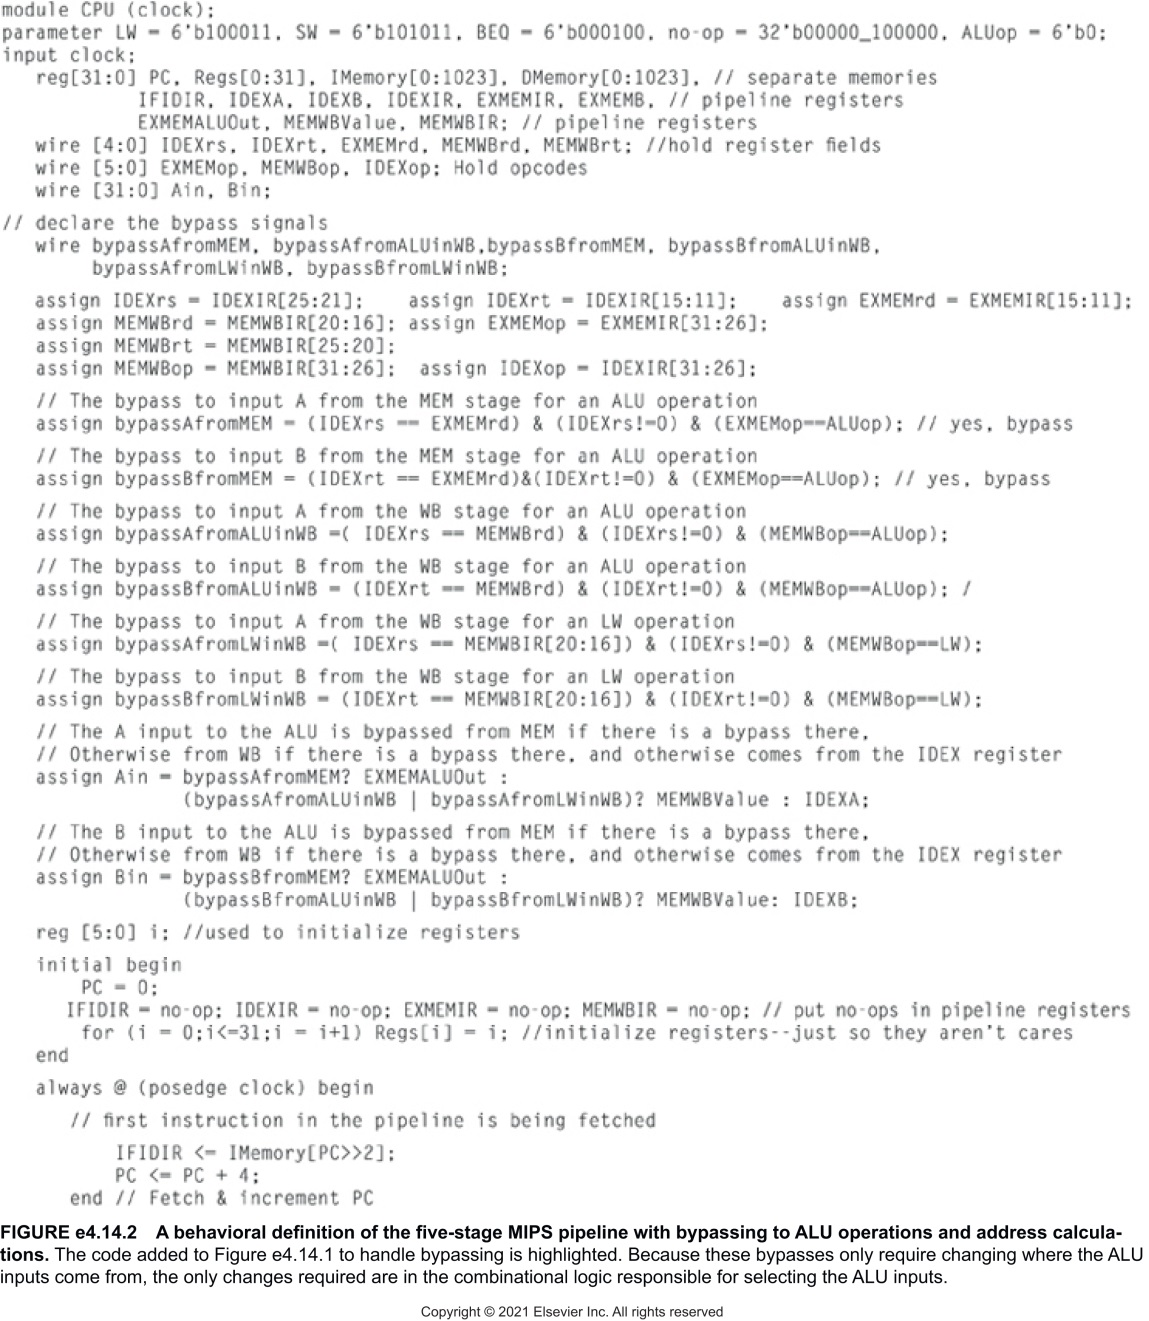 module CPU (clock);
parameter LW = 6'b100011, SW = 6'b101011, BEQ = 6'b000100, no-op = 32'b00000_100000, ALUop = 6'b0;
input clock;
reg[31:0] PC, Regs[0:31], IMemory[0:1023], DMemory[0:1023], // separate memories
IFIDIR, IDEXA, IDEXB, IDEXIR, EXMEMIR, EXMEMB, // pipeline registers
EXMEMALUOut, MEMWBValue, MEMWBIR; // pipeline registers
wire [4:0] IDEXrs, IDEXrt, EXMEMrd, MEMWBrd, MEMWBrt; //hold register fields
wire [5:0] EXMEMop, MEMWBop, IDEXop; Hold opcodes
wire [31:0] Ain, Bin;
// declare the bypass signals
wire bypassAfromMEM, bypassAfromALUinWB,bypassBfromMEM, bypassBfromALUinWB,
bypassAfromLWinWB, bypassBfromLWinWB;
assign IDEXrs = IDEXIR[25:21]; assign IDEXrt = IDEXIR[15:11]; assign EXMEMrd = EXMEMIR[15:11];
assign MEMWBrd = MEMWBIR[20:16]; assign EXMEMop = EXMEMIR[31:26];
assign MEMWBrt = MEMWBIR[25:20];
assign MEMWBop = MEMWBIR[31:26]; assign IDEXop = IDEXIR[31:26];
// The bypass to input A from the MEM stage for an ALU operation
assign bypassAfromMEM = (IDEXrs == EXMEMrd) & (IDEXrs!=0) & (EXMEMop==ALUop); // yes, bypass
// The bypass to input B from the MEM stage for an ALU operation
assign bypassBfromMEM = (IDEXrt == EXMEMrd)&(IDEXrt!=0) & (EXMEMop==ALUop); // yes, bypass
// The bypass to input A from the WB stage for an ALU operation
assign bypassAfromALUinWB =( IDEXrs == MEMWBrd) & (IDEXrs!=0) & (MEMWBop==ALUop);
// The bypass to input B from the WB stage for an ALU operation
assign bypassBfromALUinWB = (IDEXrt == MEMWBrd) & (IDEXrt!=0) & (MEMWBop==ALUop); /
// The bypass to input A from the WB stage for an LW operation
assign bypassAfromLWinWB =( IDEXrs == MEMWBIR[20:16]) & (IDEXrs!=0) & (MEMWBop==LW);
// The bypass to input B from the WB stage for an LW operation
assign bypassBfromLWinWB = (IDEXrt == MEMWBIR[20:16]) & (IDEXrt!=0) & (MEMWBop==LW);
// The A input to the ALU is bypassed from MEM if there is a bypass there,
// Otherwise from WB if there is a bypass there, and otherwise comes from the IDEX register
assign Ain = bypassAfromMEM? EXMEMALUOut :
(bypassAfromALUinWB | bypassAfromLWinWB)? MEMWBValue : IDEXA;
// The B input to the ALU is bypassed from MEM if there is a bypass there,
// Otherwise from WB if there is a bypass there, and otherwise comes from the IDEX register
assign Bin = bypassBfromMEM? EXMEMALUOut :
(bypassBfromALUinWB | bypassBfromLWinWB)? MEMWBValue: IDEXB;
reg [5:0] i; //used to initialize registers
initial begin
PC = 0;
IFIDIR = no-op; IDEXIR = no-op; EXMEMIR = no-op; MEMWBIR = no-op; // put no-ops in pipeline registers
for (i = 0;i<=31;i = i+1) Regs[i] = i; //initialize registers--just so they aren't cares
end
always @ (posedge clock) begin
// first instruction in the pipeline is being fetched
IFIDIR <= IMemory[PC>>2];
PC <= PC + 4;
end // Fetch & increment PC
FIGURE e4.14.2 A behavioral definition of the five-stage MIPS pipeline with bypassing to ALU operations and address calcula-
tions. The code added to Figure e4.14.1 to handle bypassing is highlighted. Because these bypasses only require changing where the ALU
inputs come from, the only changes required are in the combinational logic responsible for selecting the ALU inputs.
Copyright © 2021 Elsevier Inc. All rights reserved